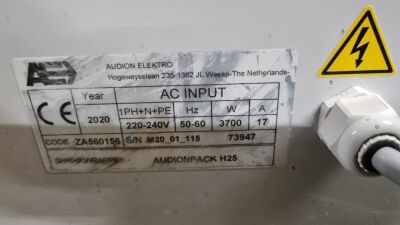 AUDION ELEKTRO
Hogeweyselaan 235-1382 JL Weesp-The Netherlands-
CE Year AC INPUT
1PH+N+PE Hz W A
2020 220-240V 50-60 3700 17
CODE ZA560156 S/N M20_01_115 73947
AUDIONPACK H25